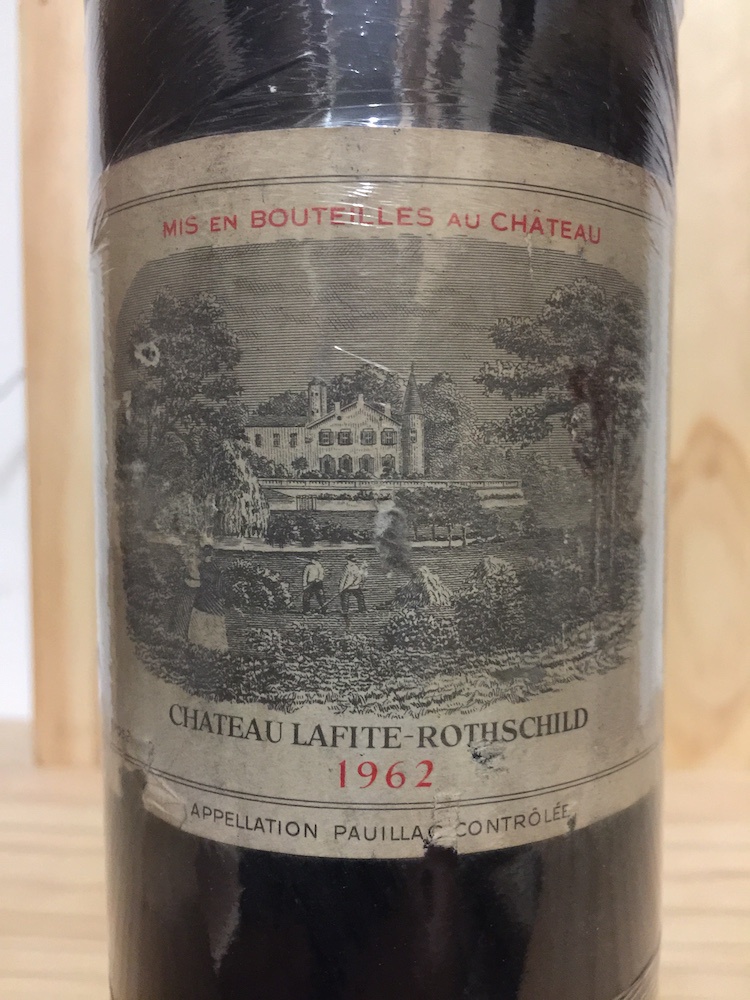 MIS EN BOUTEILLES AU CHÂTEAU
CHATEAU LAFITE-ROTHSCHILD
1962
APPELLATION PAUILLAC CONTRÔLÉE